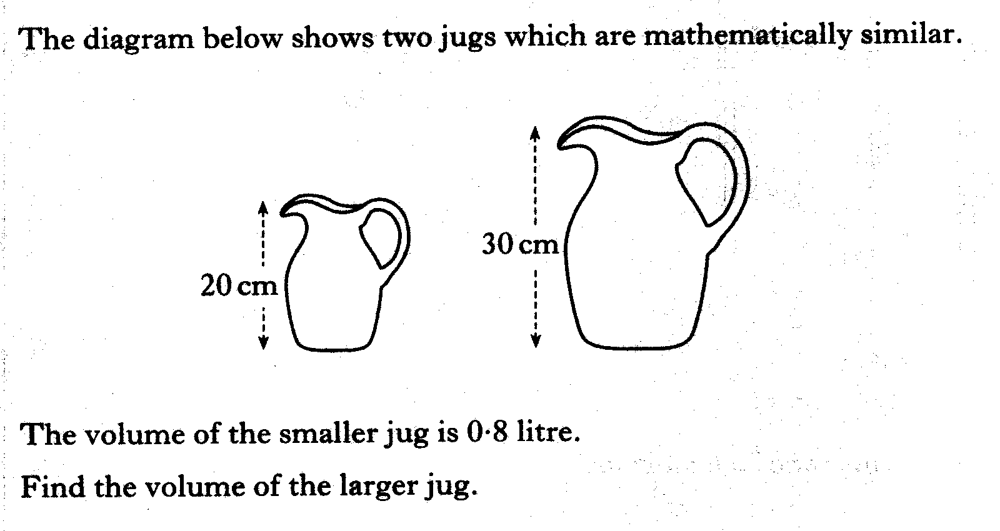 The diagram below shows two jugs which are mathematically similar.
30 cm
20 cm
The volume of the smaller jug is 0·8 litre.
Find the volume of the larger jug.